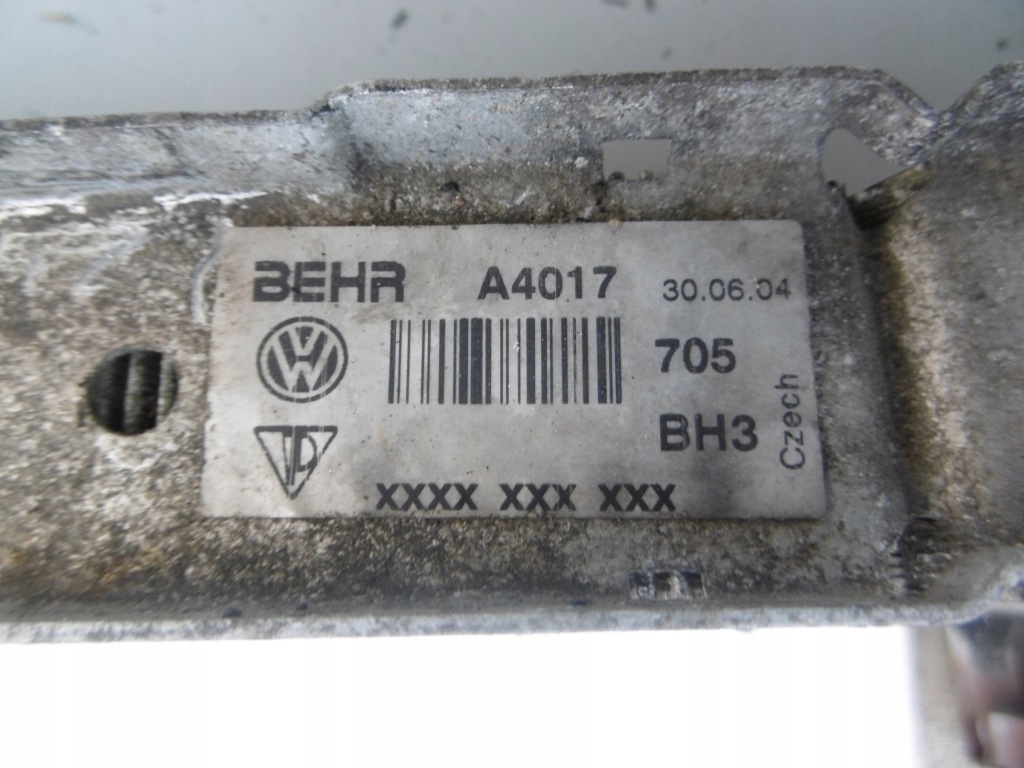 BEHR A4017 30.06.04
705
BH3
Czech
XXXX XXX XXX